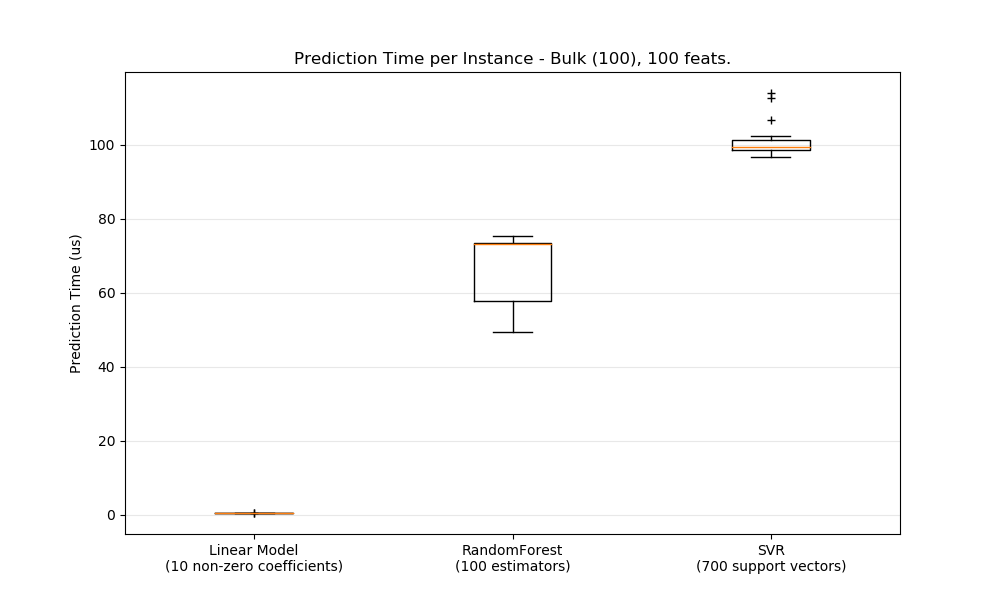 Prediction Time per Instance - Bulk (100), 100 feats.
Prediction Time (us)
100
80
60
40
20
0
Linear Model
(10 non-zero coefficients)
RandomForest
(100 estimators)
SVR
(700 support vectors)